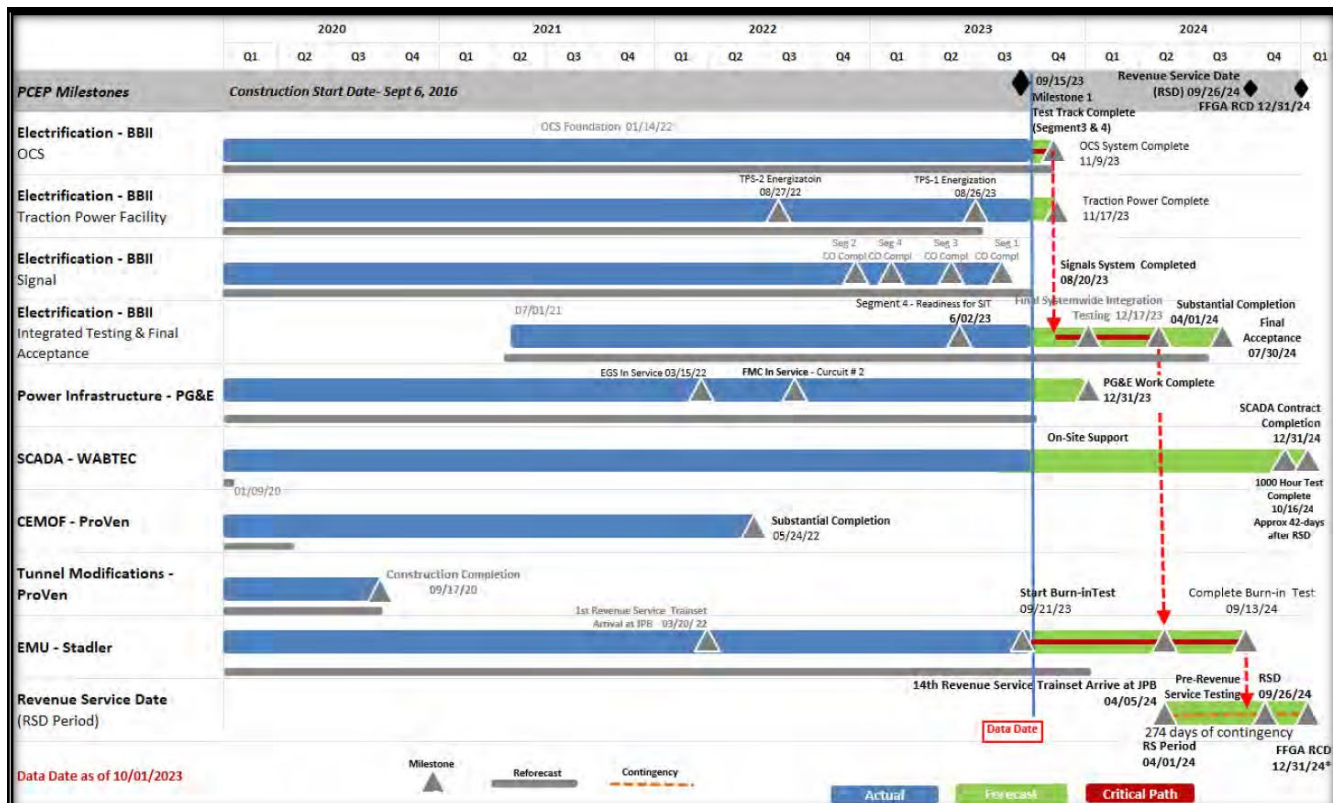 2020 2021 2022 2023 2024
Q1 Q2 Q3 Q4 Q1 Q2 Q3 Q4 Q1 Q2 Q3 Q4 Q1 Q2 Q3 Q4 Q1 Q2 Q3 Q4 Q1
PCEP Milestones
Construction Start Date- Sept 6, 2016
09/15/23
Milestone 1
Test Track Complete
(Segment3 & 4)
Revenue Service Date
(RSD) 09/26/24
FFGA RCD 12/31/24
Electrification - BBII
OCS
OCS Foundation 01/14/22
OCS System Complete
11/9/23
Electrification - BBII
Traction Power Facility
TPS-2 Energizatoin
08/27/22
TPS-1 Energization
08/26/23
Traction Power Complete
11/17/23
Electrification - BBII
Signal
Seg 2
CO Compl
Seg 4
CO Compl
Seg 3
CO Compl
Seg 1
CO Compl
Signals System Completed
08/20/23
Electrification - BBII
Integrated Testing & Final
Acceptance
07/01/21
Segment 4 - Readiness for SIT
6/02/23
Final Systemwide Integration
Testing 12/17/23
Substantial Completion
04/01/24
Final
Acceptance
07/30/24
Power Infrastructure - PG&E
EGS In Service 03/15/22
FMC In Service - Curcuit # 2
PG&E Work Complete
12/31/23
SCADA - WABTEC
01/09/20
On-Site Support
SCADA Contract
Completion
12/31/24
1000 Hour Test
Complete
10/16/24
Approx 42-days
after RSD
CEMOF - ProVen
Substantial Completion
05/24/22
Tunnel Modifications -
ProVen
Construction Completion
09/17/20
EMU - Stadler
1st Revenue Service Trainset
Arrival at JPB - 03/20/ 22
Start Burn-inTest
09/21/23
Complete Burn-in Test
09/13/24
14th Revenue Service Trainset Arrive at JPB
04/05/24
Revenue Service Date
(RSD Period)
Pre-Revenue
Service Testing
RSD
09/26/24
274 days of contingency
RS Period
04/01/24
FFGA RCD
12/31/24*
Data Date
Data Date as of 10/01/2023
Milestone
Reforecast
Contingency
Actual
Forecast
Critical Path